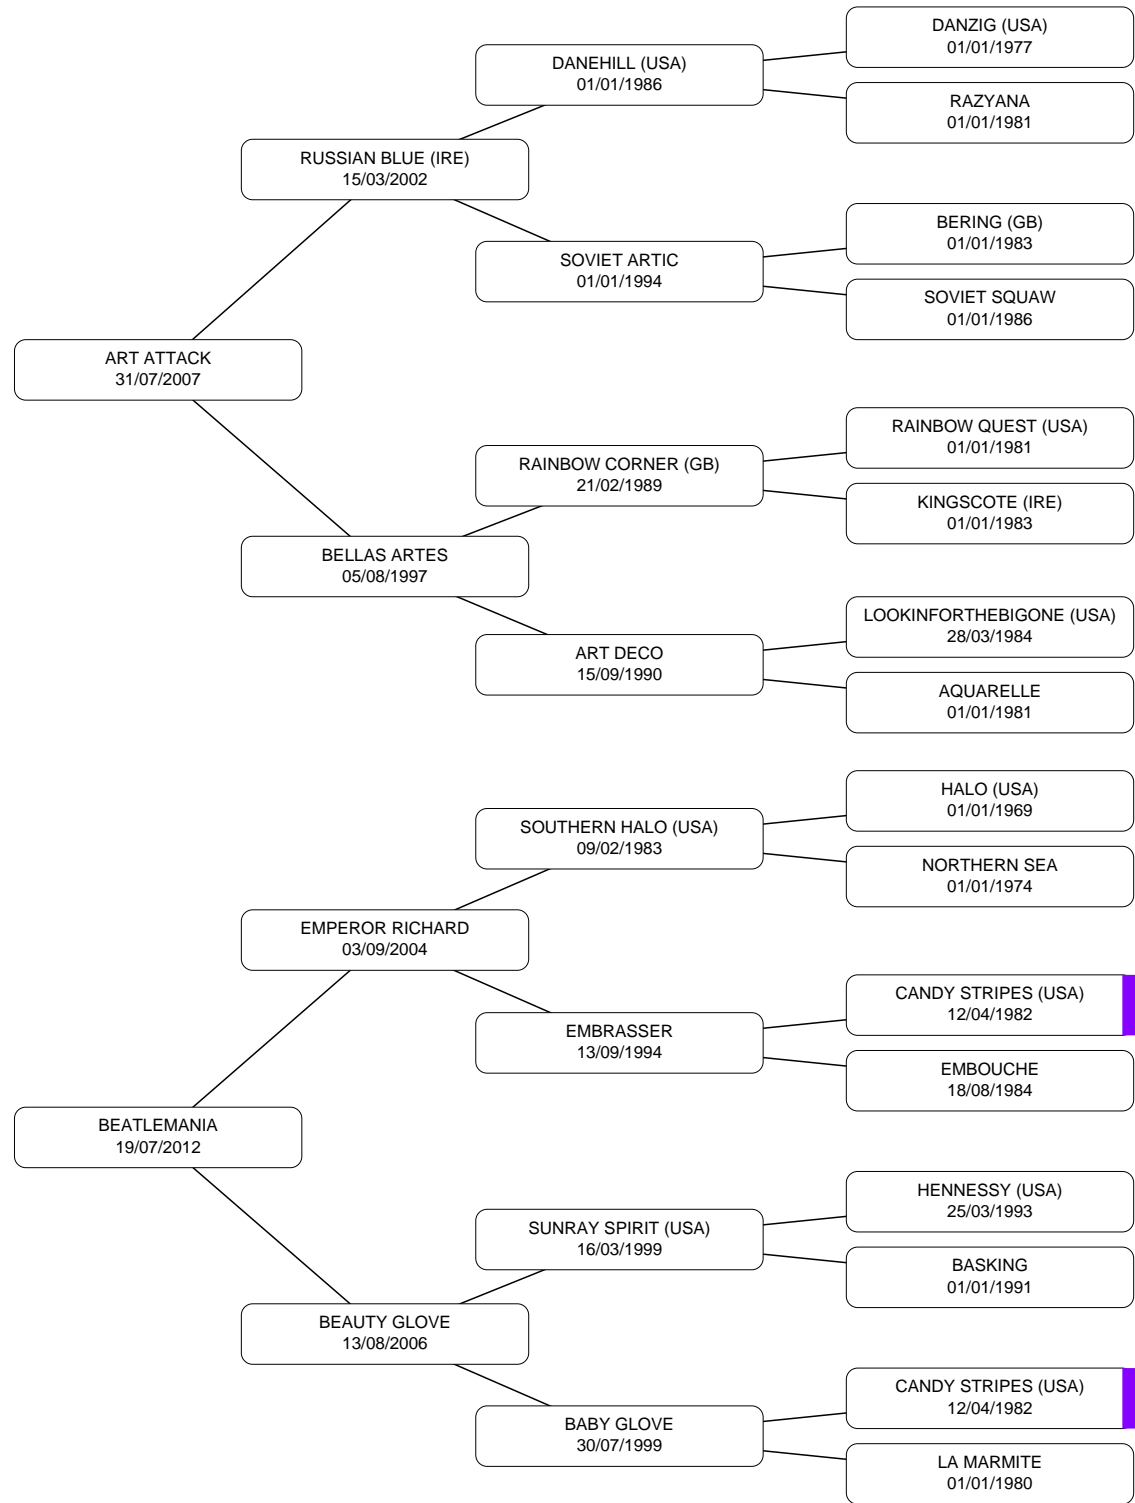 DANZIG (USA)
01/01/1977
DANEHILL (USA)
01/01/1986
RAZYANA
01/01/1981
RUSSIAN BLUE (IRE)
15/03/2002
BERING (GB)
01/01/1983
SOVIET ARTIC
01/01/1994
SOVIET SQUAW
01/01/1986
ART ATTACK
31/07/2007
RAINBOW QUEST (USA)
01/01/1981
RAINBOW CORNER (GB)
21/02/1989
KINGSCOTE (IRE)
01/01/1983
BELLAS ARTES
05/08/1997
LOOKINFORTHEBIGONE (USA)
28/03/1984
ART DECO
15/09/1990
AQUARELLE
01/01/1981
HALO (USA)
01/01/1969
SOUTHERN HALO (USA)
09/02/1983
NORTHERN SEA
01/01/1974
EMPEROR RICHARD
03/09/2004
CANDY STRIPES (USA)
12/04/1982
EMBRASSER
13/09/1994
EMBOUCHE
18/08/1984
BEATLEMANIA
19/07/2012
HENNESSY (USA)
25/03/1993
SUNRAY SPIRIT (USA)
16/03/1999
BASKING
01/01/1991
BEAUTY GLOVE
13/08/2006
CANDY STRIPES (USA)
12/04/1982
BABY GLOVE
30/07/1999
LA MARMITE
01/01/1980